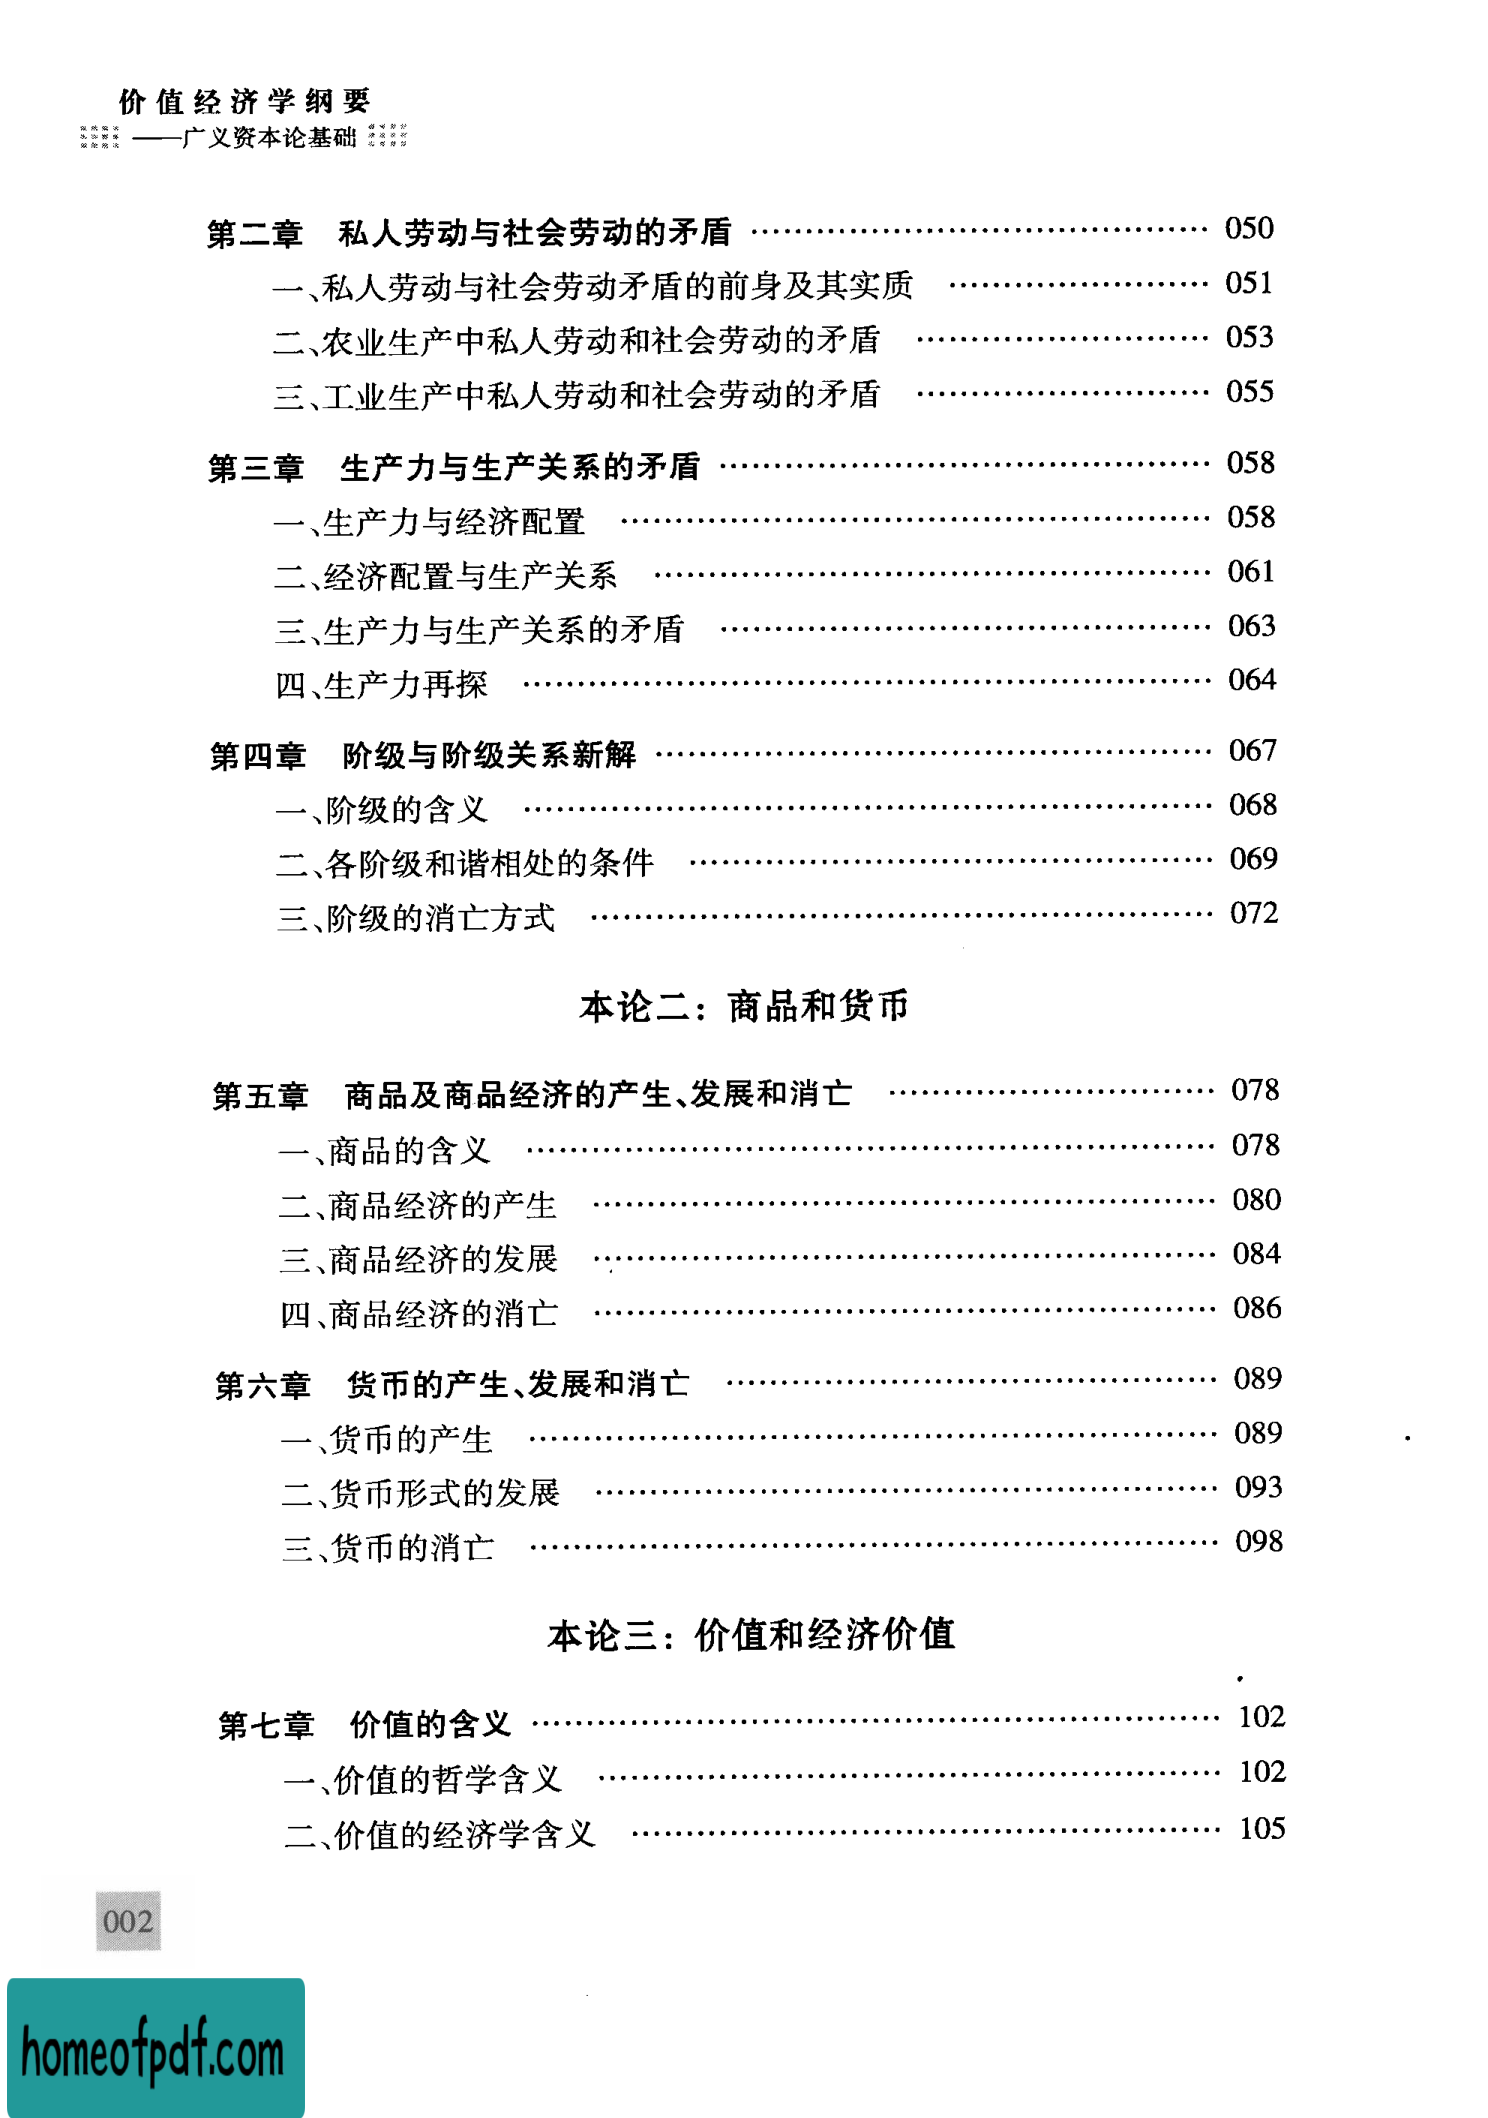 价值经济学纲要
——广义资本论基础
第二章 私人劳动与社会劳动的矛盾 …………………………………… 050
一、私人劳动与社会劳动矛盾的前身及其实质 …………………… 051
二、农业生产中私人劳动和社会劳动的矛盾 ……………………… 053
三、工业生产中私人劳动和社会劳动的矛盾 ……………………… 055
第三章 生产力与生产关系的矛盾 ……………………………………… 058
一、生产力与经济配置 ……………………………………………… 058
二、经济配置与生产关系 …………………………………………… 061
三、生产力与生产关系的矛盾 ……………………………………… 063
四、生产力再探 ……………………………………………………… 064
第四章 阶级与阶级关系新解 …………………………………………… 067
一、阶级的含义 ……………………………………………………… 068
二、各阶级和谐相处的条件 ………………………………………… 069
三、阶级的消亡方式 ………………………………………………… 072
本论二：商品和货币
第五章 商品及商品经济的产生、发展和消亡 ………………………… 078
一、商品的含义 ……………………………………………………… 078
二、商品经济的产生 ………………………………………………… 080
三、商品经济的发展 ………………………………………………… 084
四、商品经济的消亡 ………………………………………………… 086
第六章 货币的产生、发展和消亡 ……………………………………… 089
一、货币的产生 ……………………………………………………… 089
二、货币形式的发展 ………………………………………………… 093
三、货币的消亡 ……………………………………………………… 098
本论三：价值和经济价值
第七章 价值的含义 ……………………………………………………… 102
一、价值的哲学含义 ………………………………………………… 102
二、价值的经济学含义 ……………………………………………… 105
002
homeofpdf.com